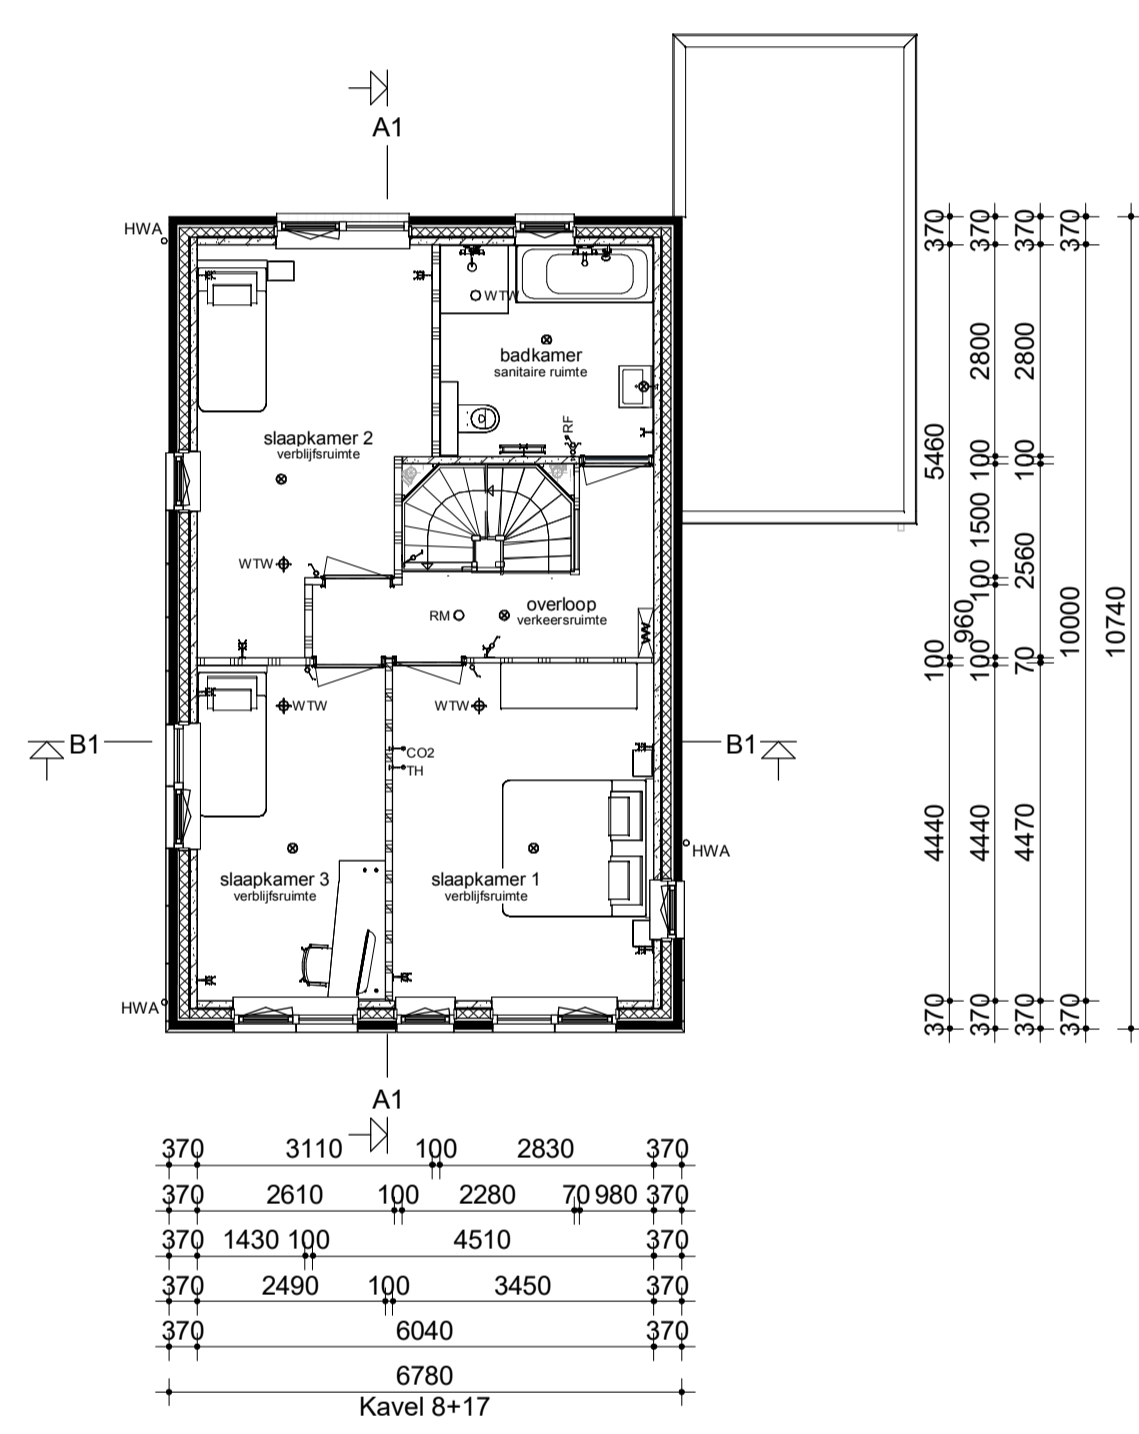 A1
HWA
WTW
badkamer
sanitaire ruimte
RF
slaapkamer 2
verblijfsruimte
WTW
overloop
verkeersruimte
RM
WTW
WTW
B1
B1
CO2
TH
HWA
slaapkamer 3
verblijfsruimte
slaapkamer 1
verblijfsruimte
HWA
A1
370 5460 100 4440 370
370 2800 100 1500 100 960 100 4440 370
370 2800 100 2560 70 4470 370
370 10000 370
10740
370 3110 100 2830 370
370 2610 100 2280 70 980 370
370 1430 100 4510 370
370 2490 100 3450 370
370 6040 370
6780
Kavel 8+17